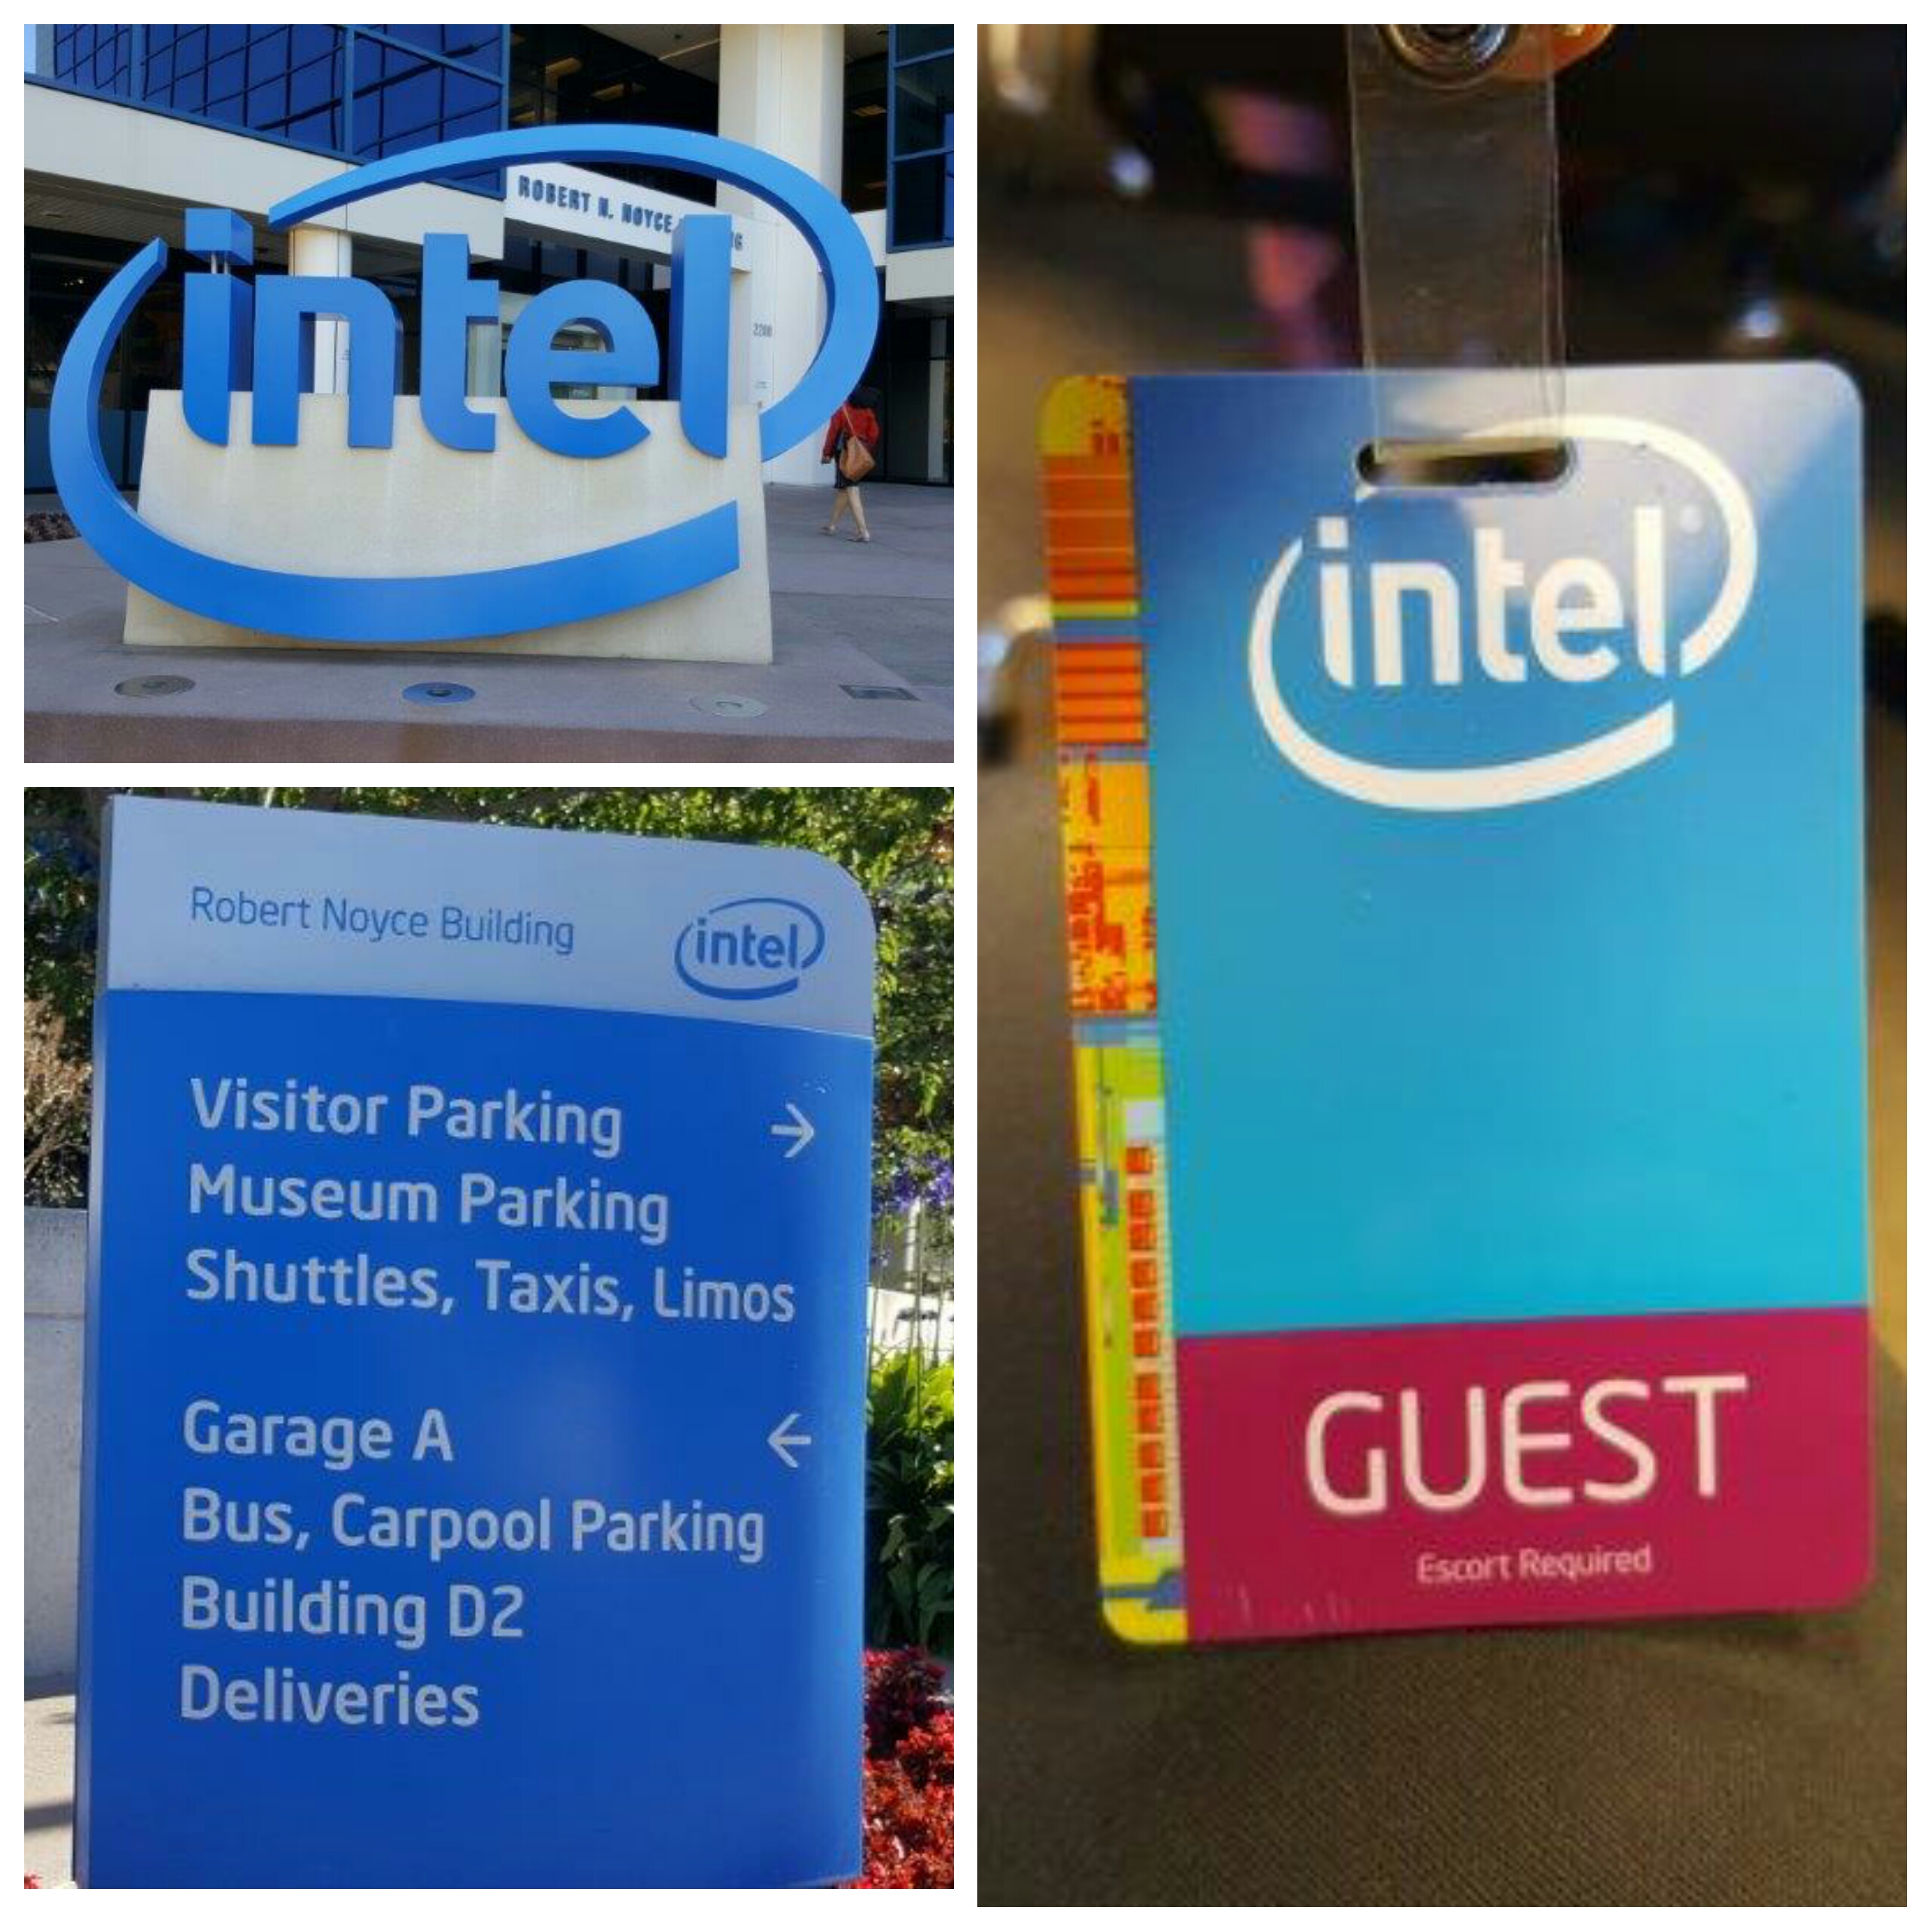 intel
ROBERT N. NOYCE
2200
Robert Noyce Building
intel
Visitor Parking →
Museum Parking
Shuttles, Taxis, Limos
Garage A ←
Bus, Carpool Parking
Building D2
Deliveries
intel®
GUEST
Escort Required